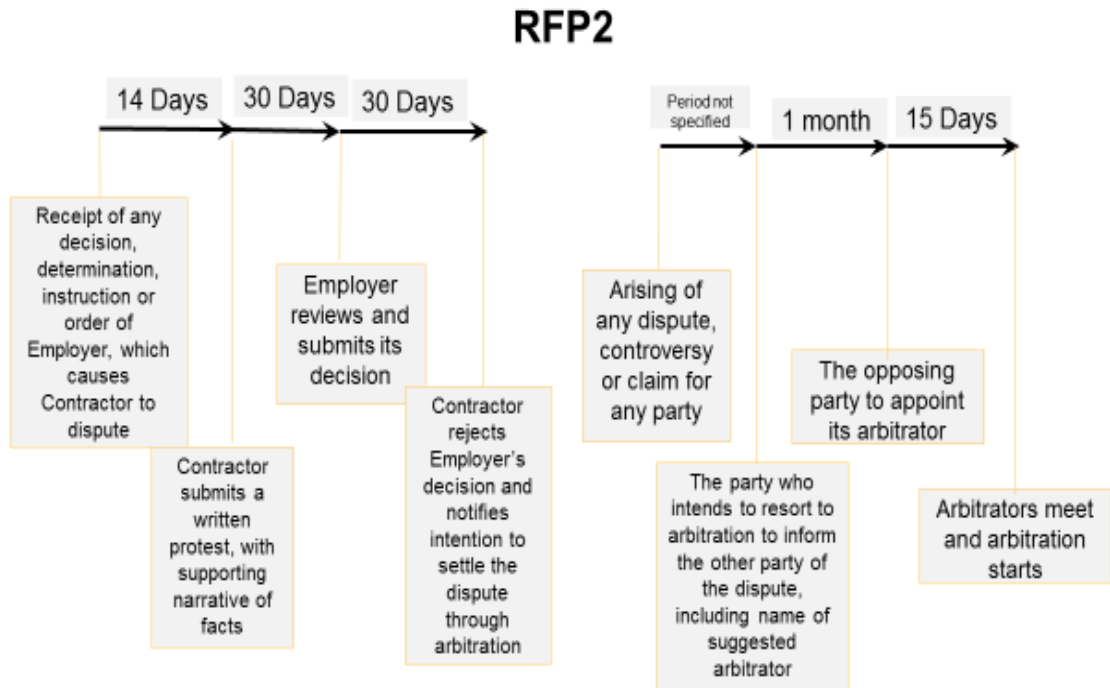 RFP2
14 Days
30 Days
30 Days
Receipt of any
decision,
determination,
instruction or
order of
Employer, which
causes
Contractor to
dispute
Contractor
submits a
written
protest, with
supporting
narrative of
facts
Employer
reviews and
submits its
decision
Contractor
rejects
Employer's
decision and
notifies
intention to
settle the
dispute
through
arbitration
Period not
specified
1 month
15 Days
Arising of
any dispute,
controversy
or claim for
any party
The party who
intends to resort to
arbitration to inform
the other party of
the dispute,
including name of
suggested
arbitrator
The opposing
party to appoint
its arbitrator
Arbitrators meet
and arbitration
starts